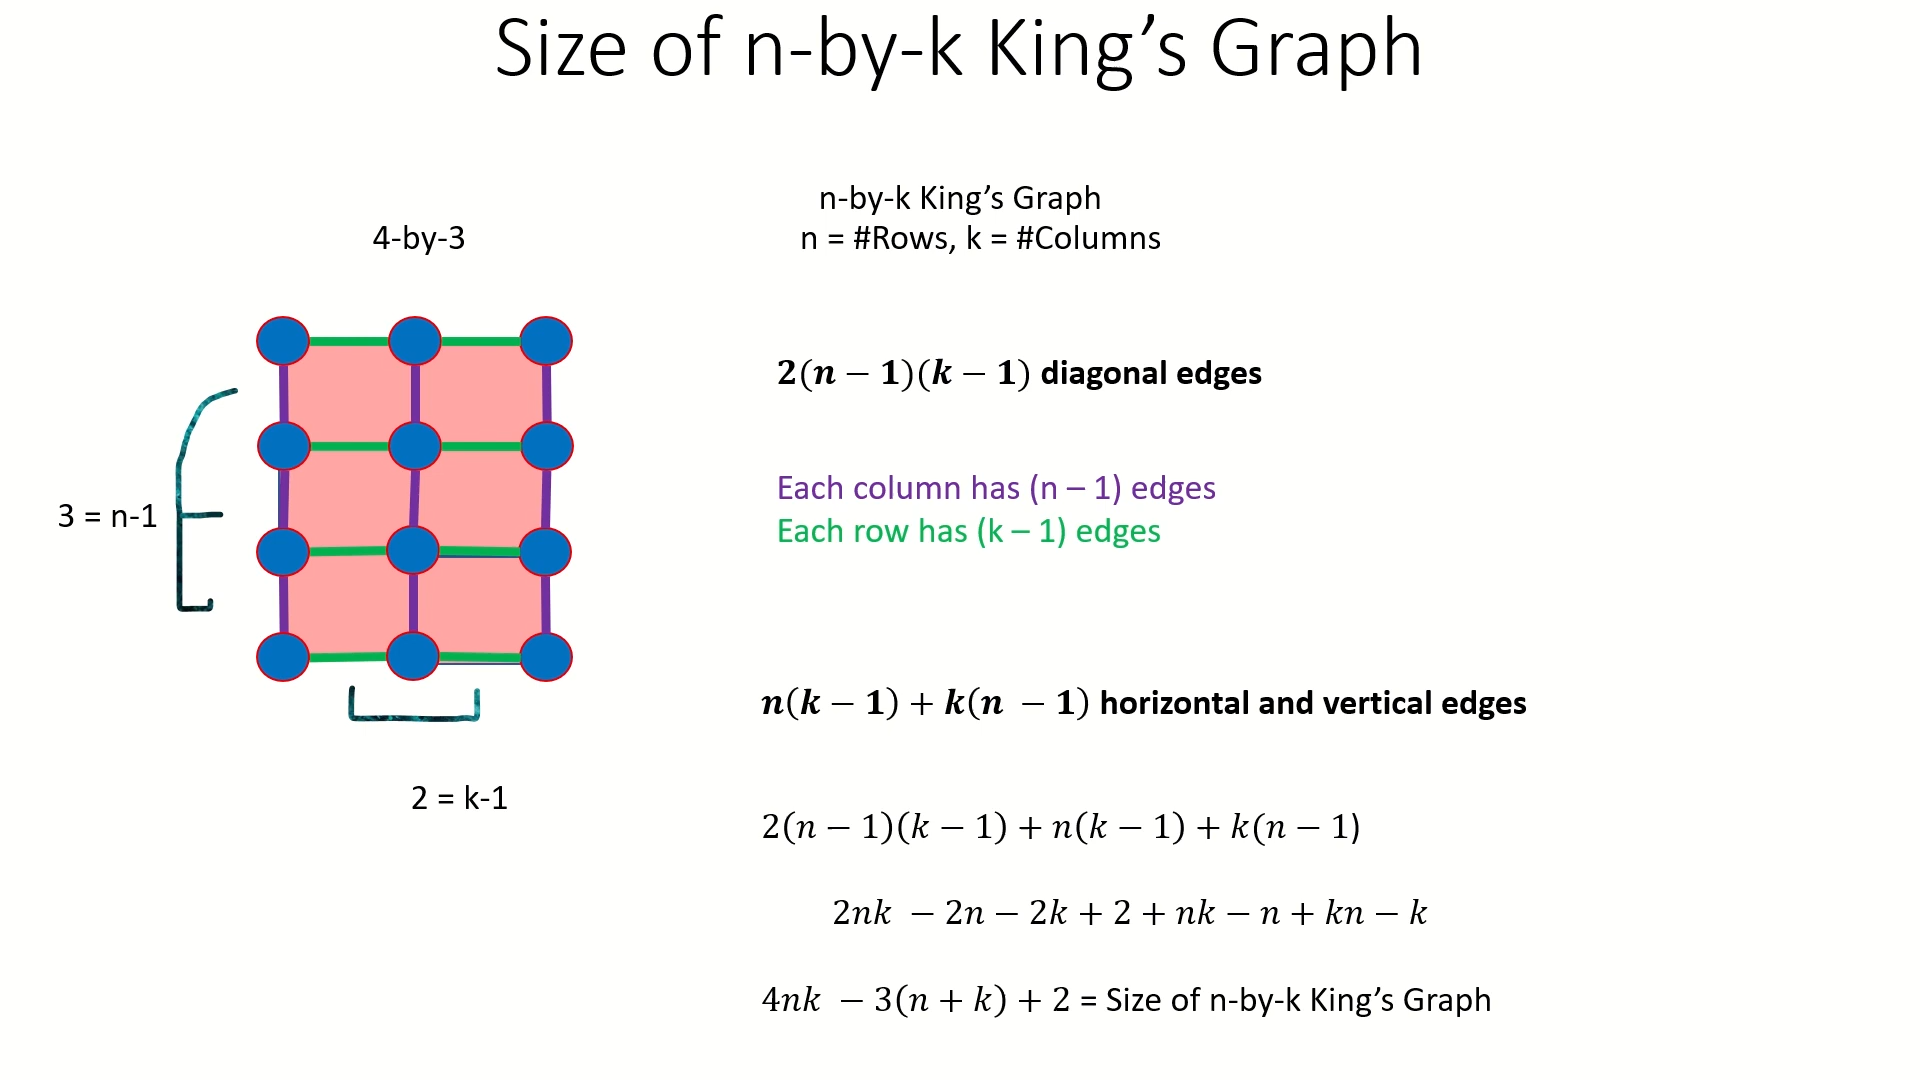 Size of n-by-k King’s Graph
n-by-k King’s Graph
n = #Rows, k = #Columns
4-by-3
2(n − 1)(k − 1) diagonal edges
Each column has (n – 1) edges
Each row has (k – 1) edges
3 = n-1
n(k − 1) + k(n − 1) horizontal and vertical edges
2 = k-1
2(n − 1)(k − 1) + n(k − 1) + k(n − 1)
2nk − 2n − 2k + 2 + nk − n + kn − k
4nk − 3(n + k) + 2 = Size of n-by-k King’s Graph